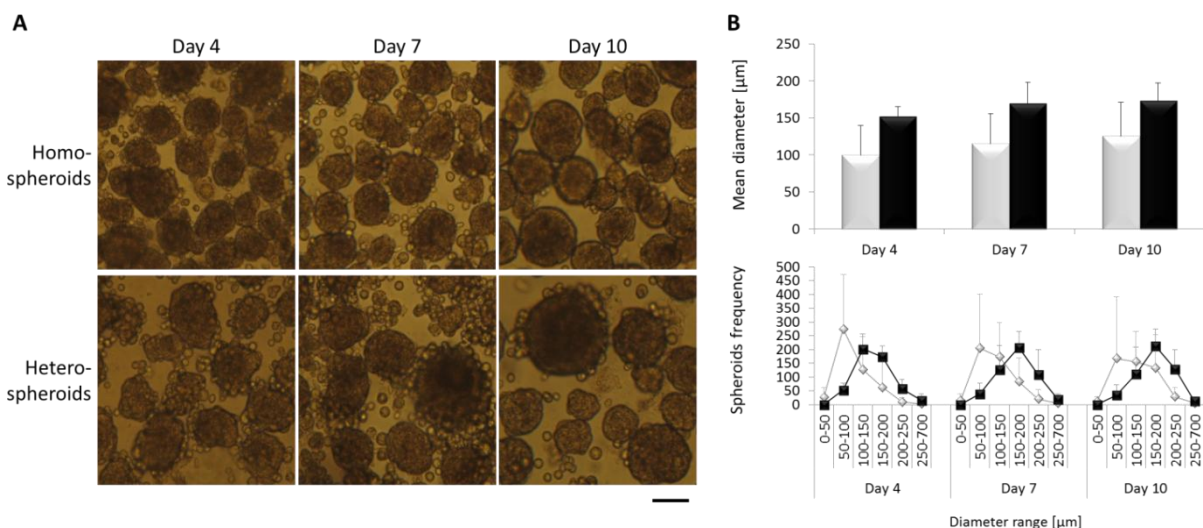 A
Day 4 Day 7 Day 10
Homo-
spheroids
Hetero-
spheroids
B
Mean diameter [µm]
250
200
150
100
50
0
Day 4 Day 7 Day 10
Spheroids frequency
500
450
400
350
300
250
200
150
100
50
0
0-50 50-100 100-150 150-200 200-250 250-700 0-50 50-100 100-150 150-200 200-250 250-700 0-50 50-100 100-150 150-200 200-250 250-700
Day 4 Day 7 Day 10
Diameter range [µm]